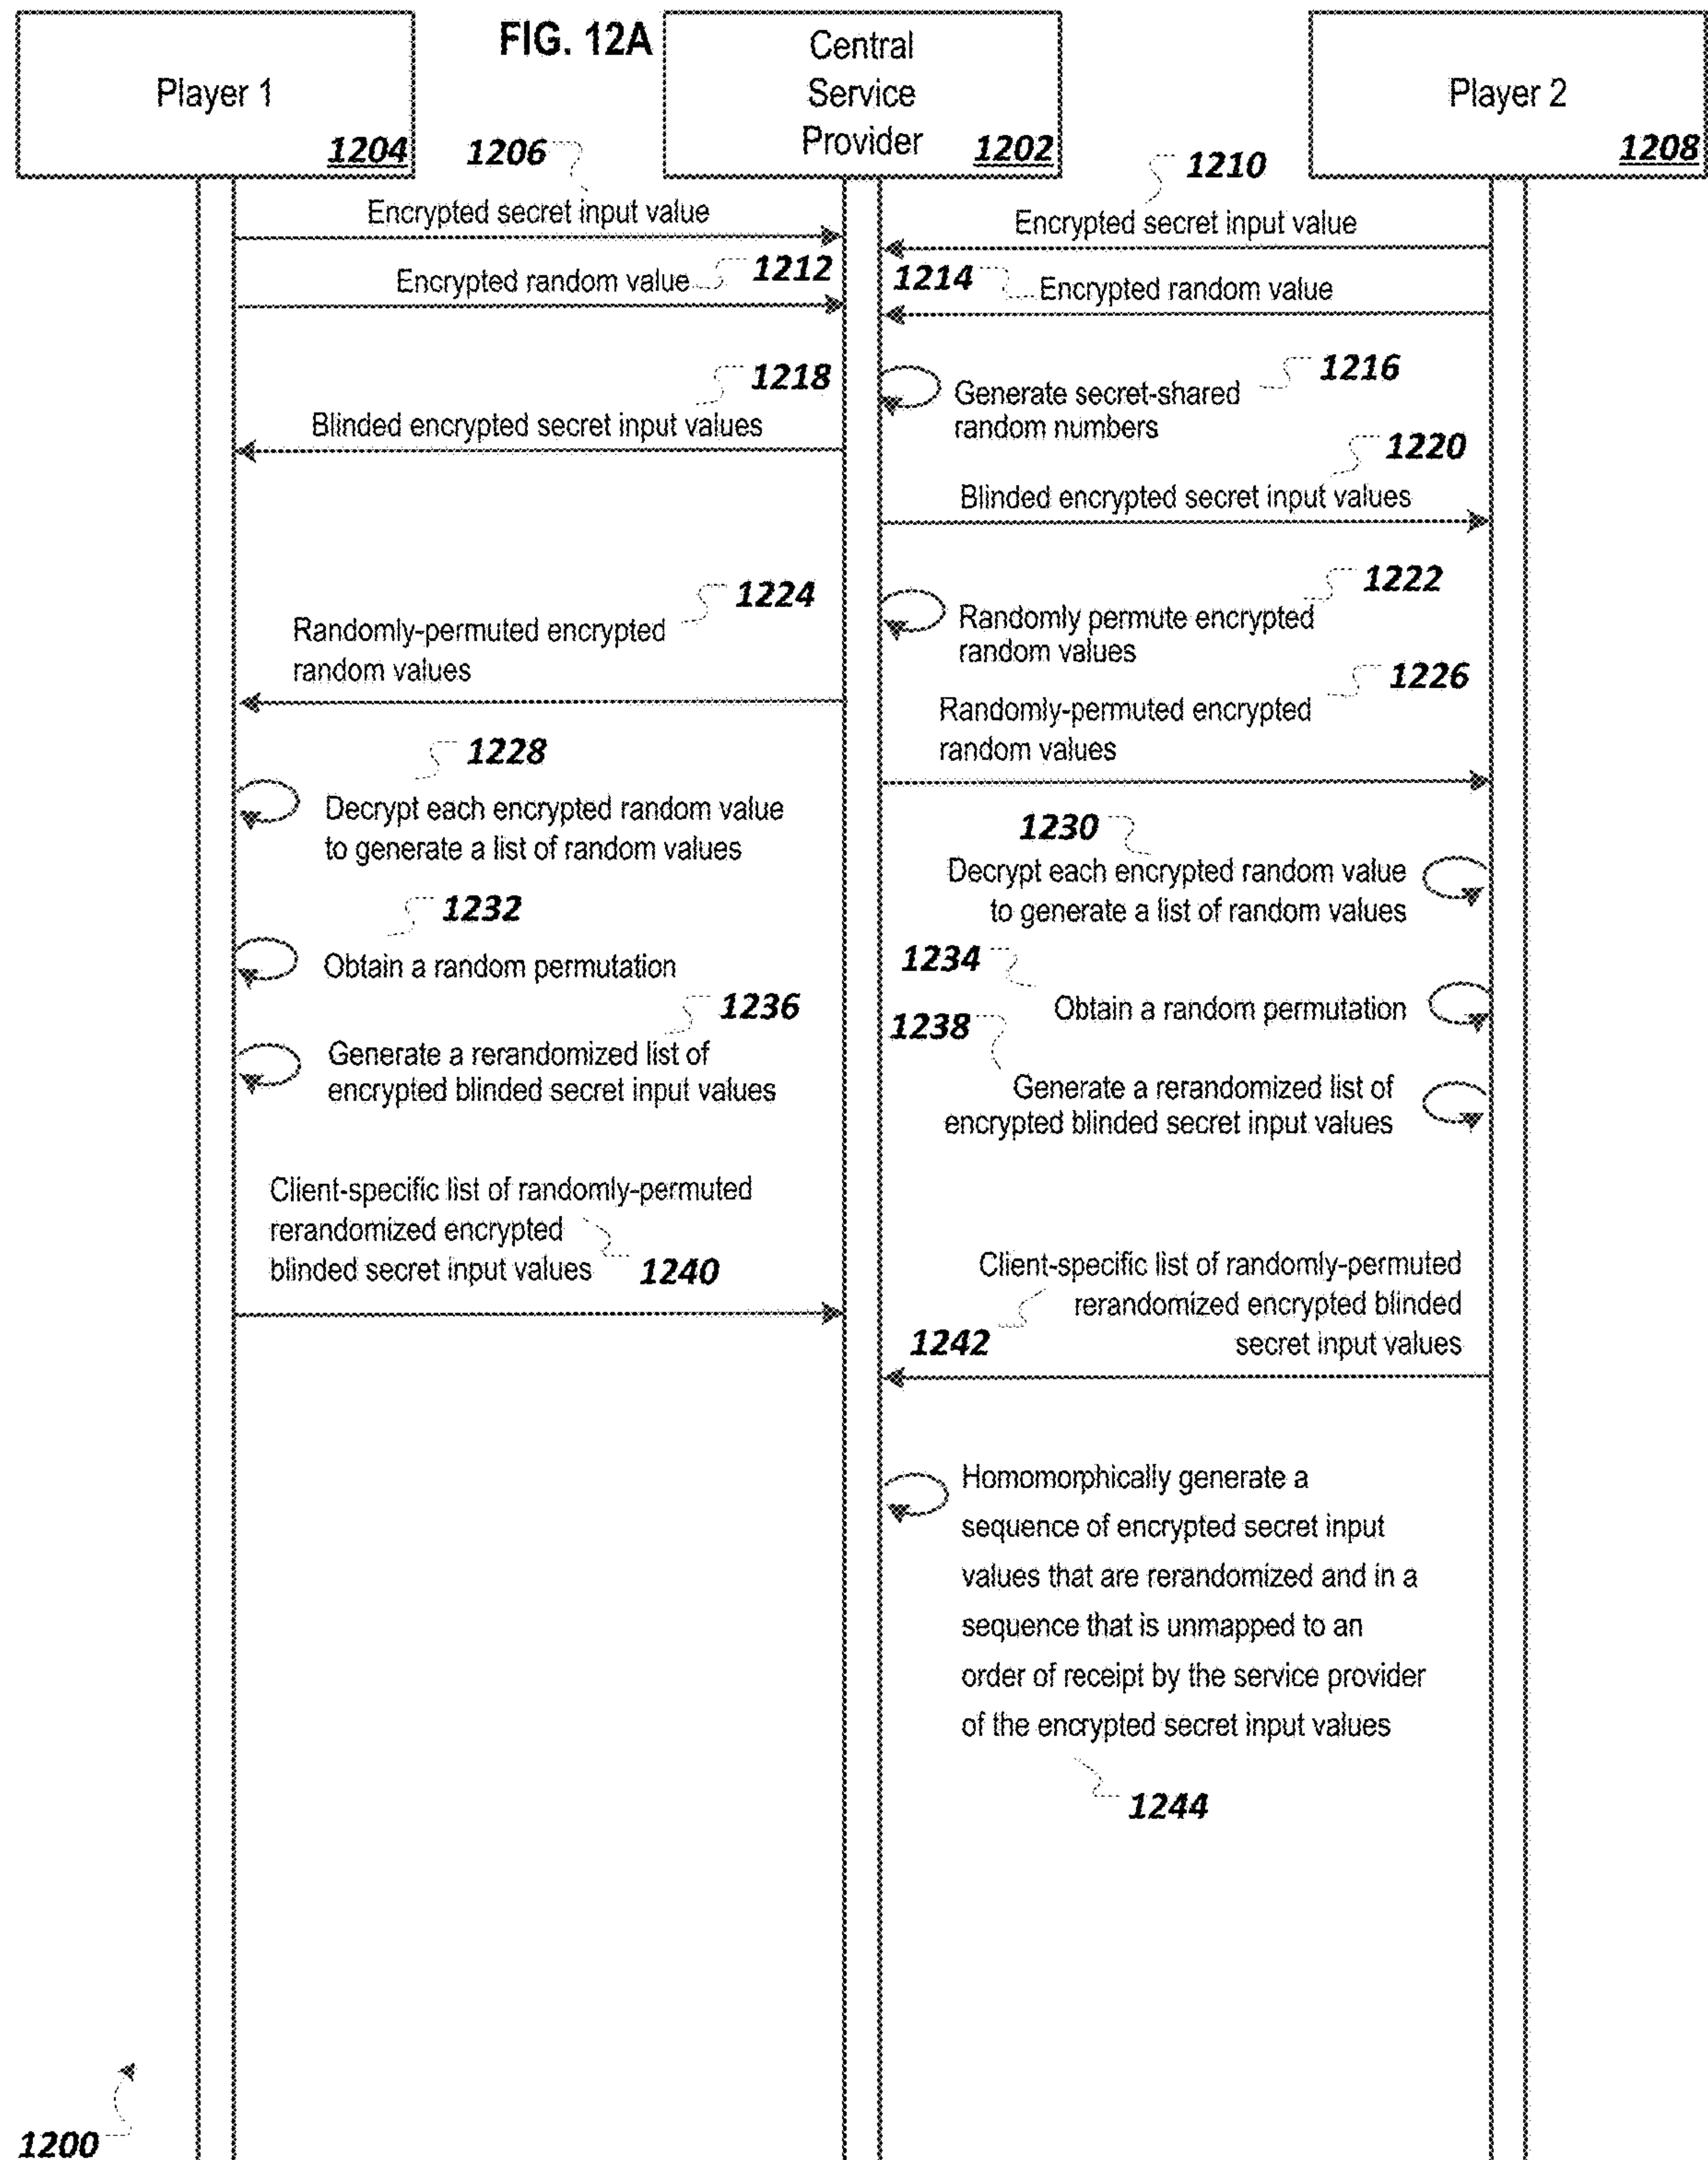 FIG. 12A
Player 1
1204
Central
Service
Provider
1202
Player 2
1208
1206
Encrypted secret input value
1210
Encrypted secret input value
1212
Encrypted random value
1214
Encrypted random value
1216
Generate secret-shared
random numbers
1218
Blinded encrypted secret input values
1220
Blinded encrypted secret input values
1222
Randomly permute encrypted
random values
1224
Randomly-permuted encrypted
random values
1226
Randomly-permuted encrypted
random values
1228
Decrypt each encrypted random value
to generate a list of random values
1230
Decrypt each encrypted random value
to generate a list of random values
1232
Obtain a random permutation
1234
Obtain a random permutation
1236
Generate a rerandomized list of
encrypted blinded secret input values
1238
Generate a rerandomized list of
encrypted blinded secret input values
Client-specific list of randomly-permuted
rerandomized encrypted
blinded secret input values
1240
Client-specific list of randomly-permuted
rerandomized encrypted blinded
secret input values
1242
Homomorphically generate a
sequence of encrypted secret input
values that are rerandomized and in a
sequence that is unmapped to an
order of receipt by the service provider
of the encrypted secret input values
1244
1200